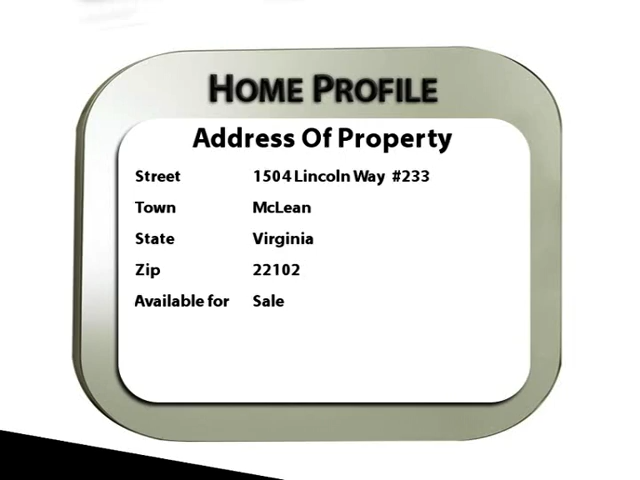 HOME PROFILE
Address Of Property
Street 1504 Lincoln Way #233
Town McLean
State Virginia
Zip 22102
Available for Sale